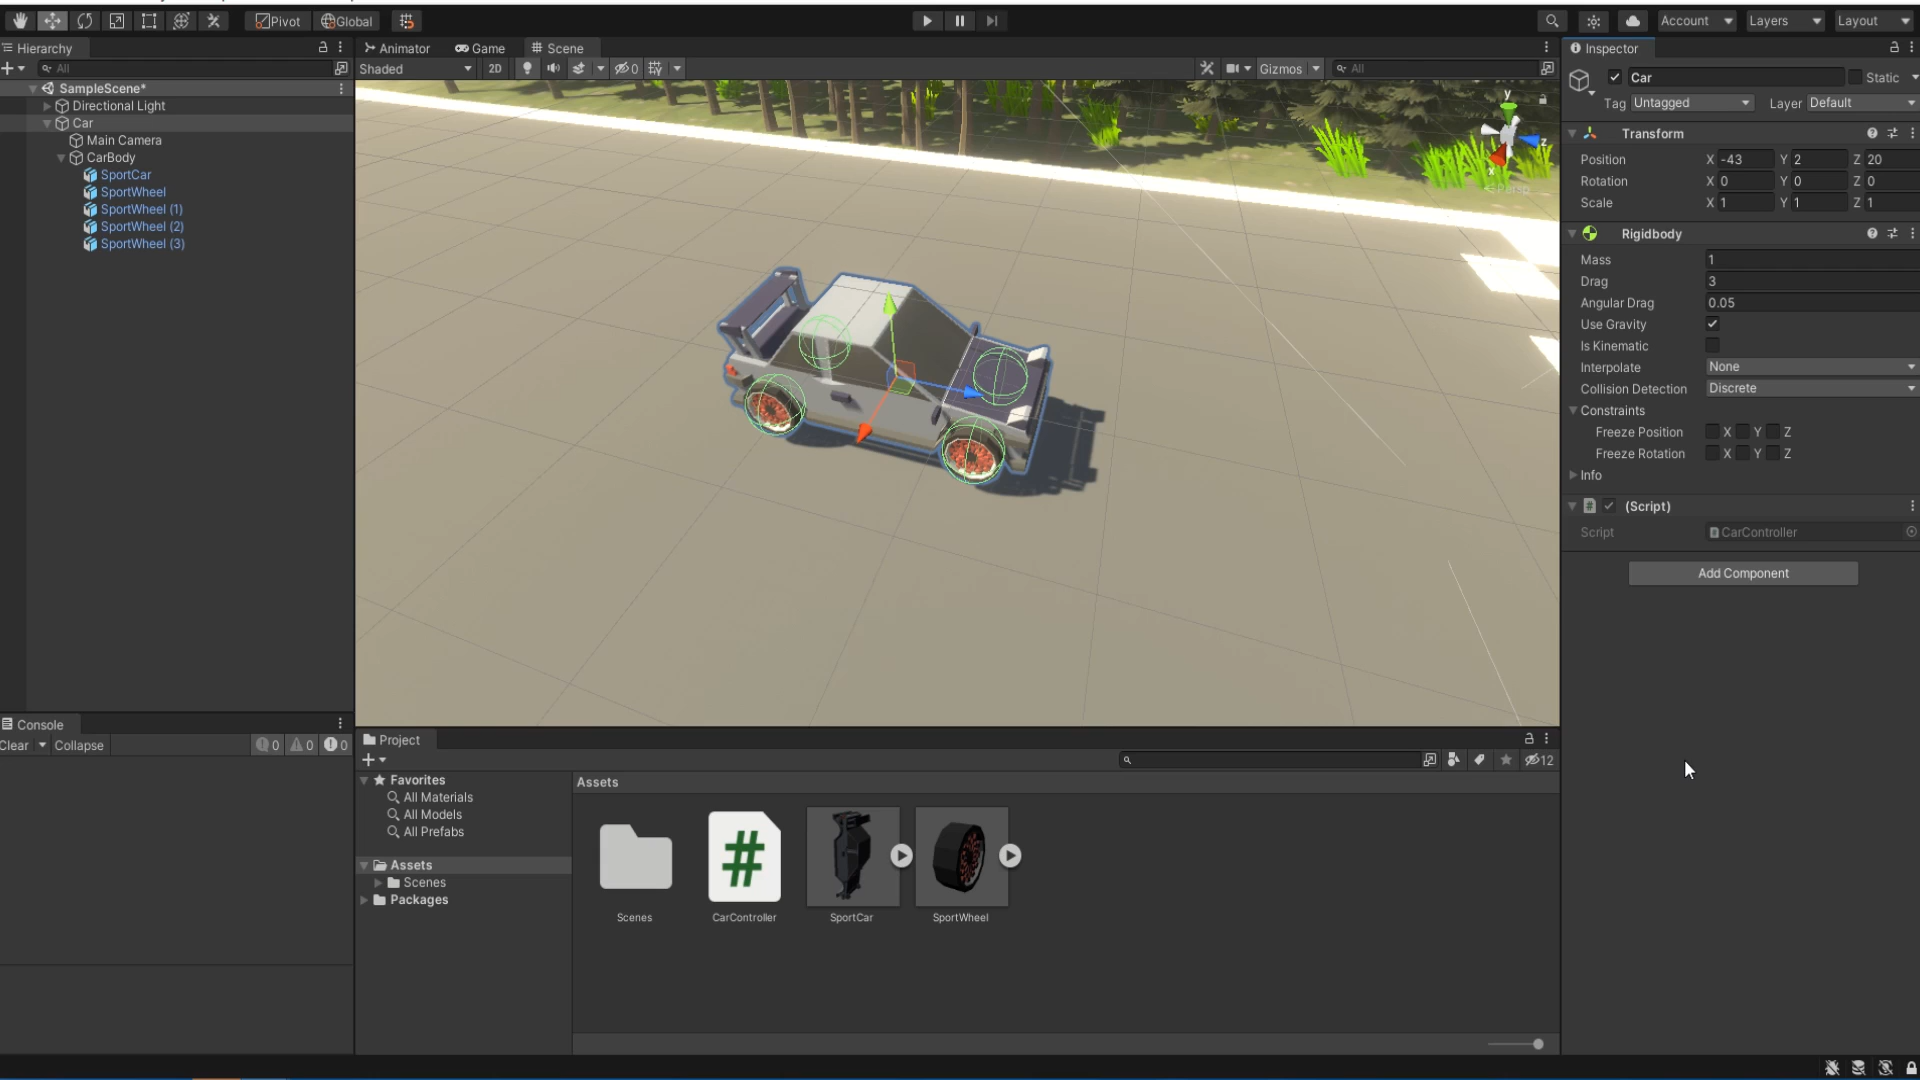 Pivot Global Account Layers Layout
Hierarchy
All
SampleScene*
Directional Light
Car
Main Camera
CarBody
SportCar
SportWheel
SportWheel (1)
SportWheel (2)
SportWheel (3)
Animator Game Scene
Shaded 2D 0 Gizmos All
y
z
x
Persp
Inspector
Car Static
Tag Untagged Layer Default
Transform
Position X -43 Y 2 Z 20
Rotation X 0 Y 0 Z 0
Scale X 1 Y 1 Z 1
Rigidbody
Mass 1
Drag 3
Angular Drag 0.05
Use Gravity
Is Kinematic
Interpolate None
Collision Detection Discrete
Constraints
Freeze Position X Y Z
Freeze Rotation X Y Z
Info
# (Script)
Script CarController
Add Component
Console
Clear Collapse 0 0 0
Project
12
Favorites
All Materials
All Models
All Prefabs
Assets
Scenes
Packages
Assets
#
Scenes CarController SportCar SportWheel